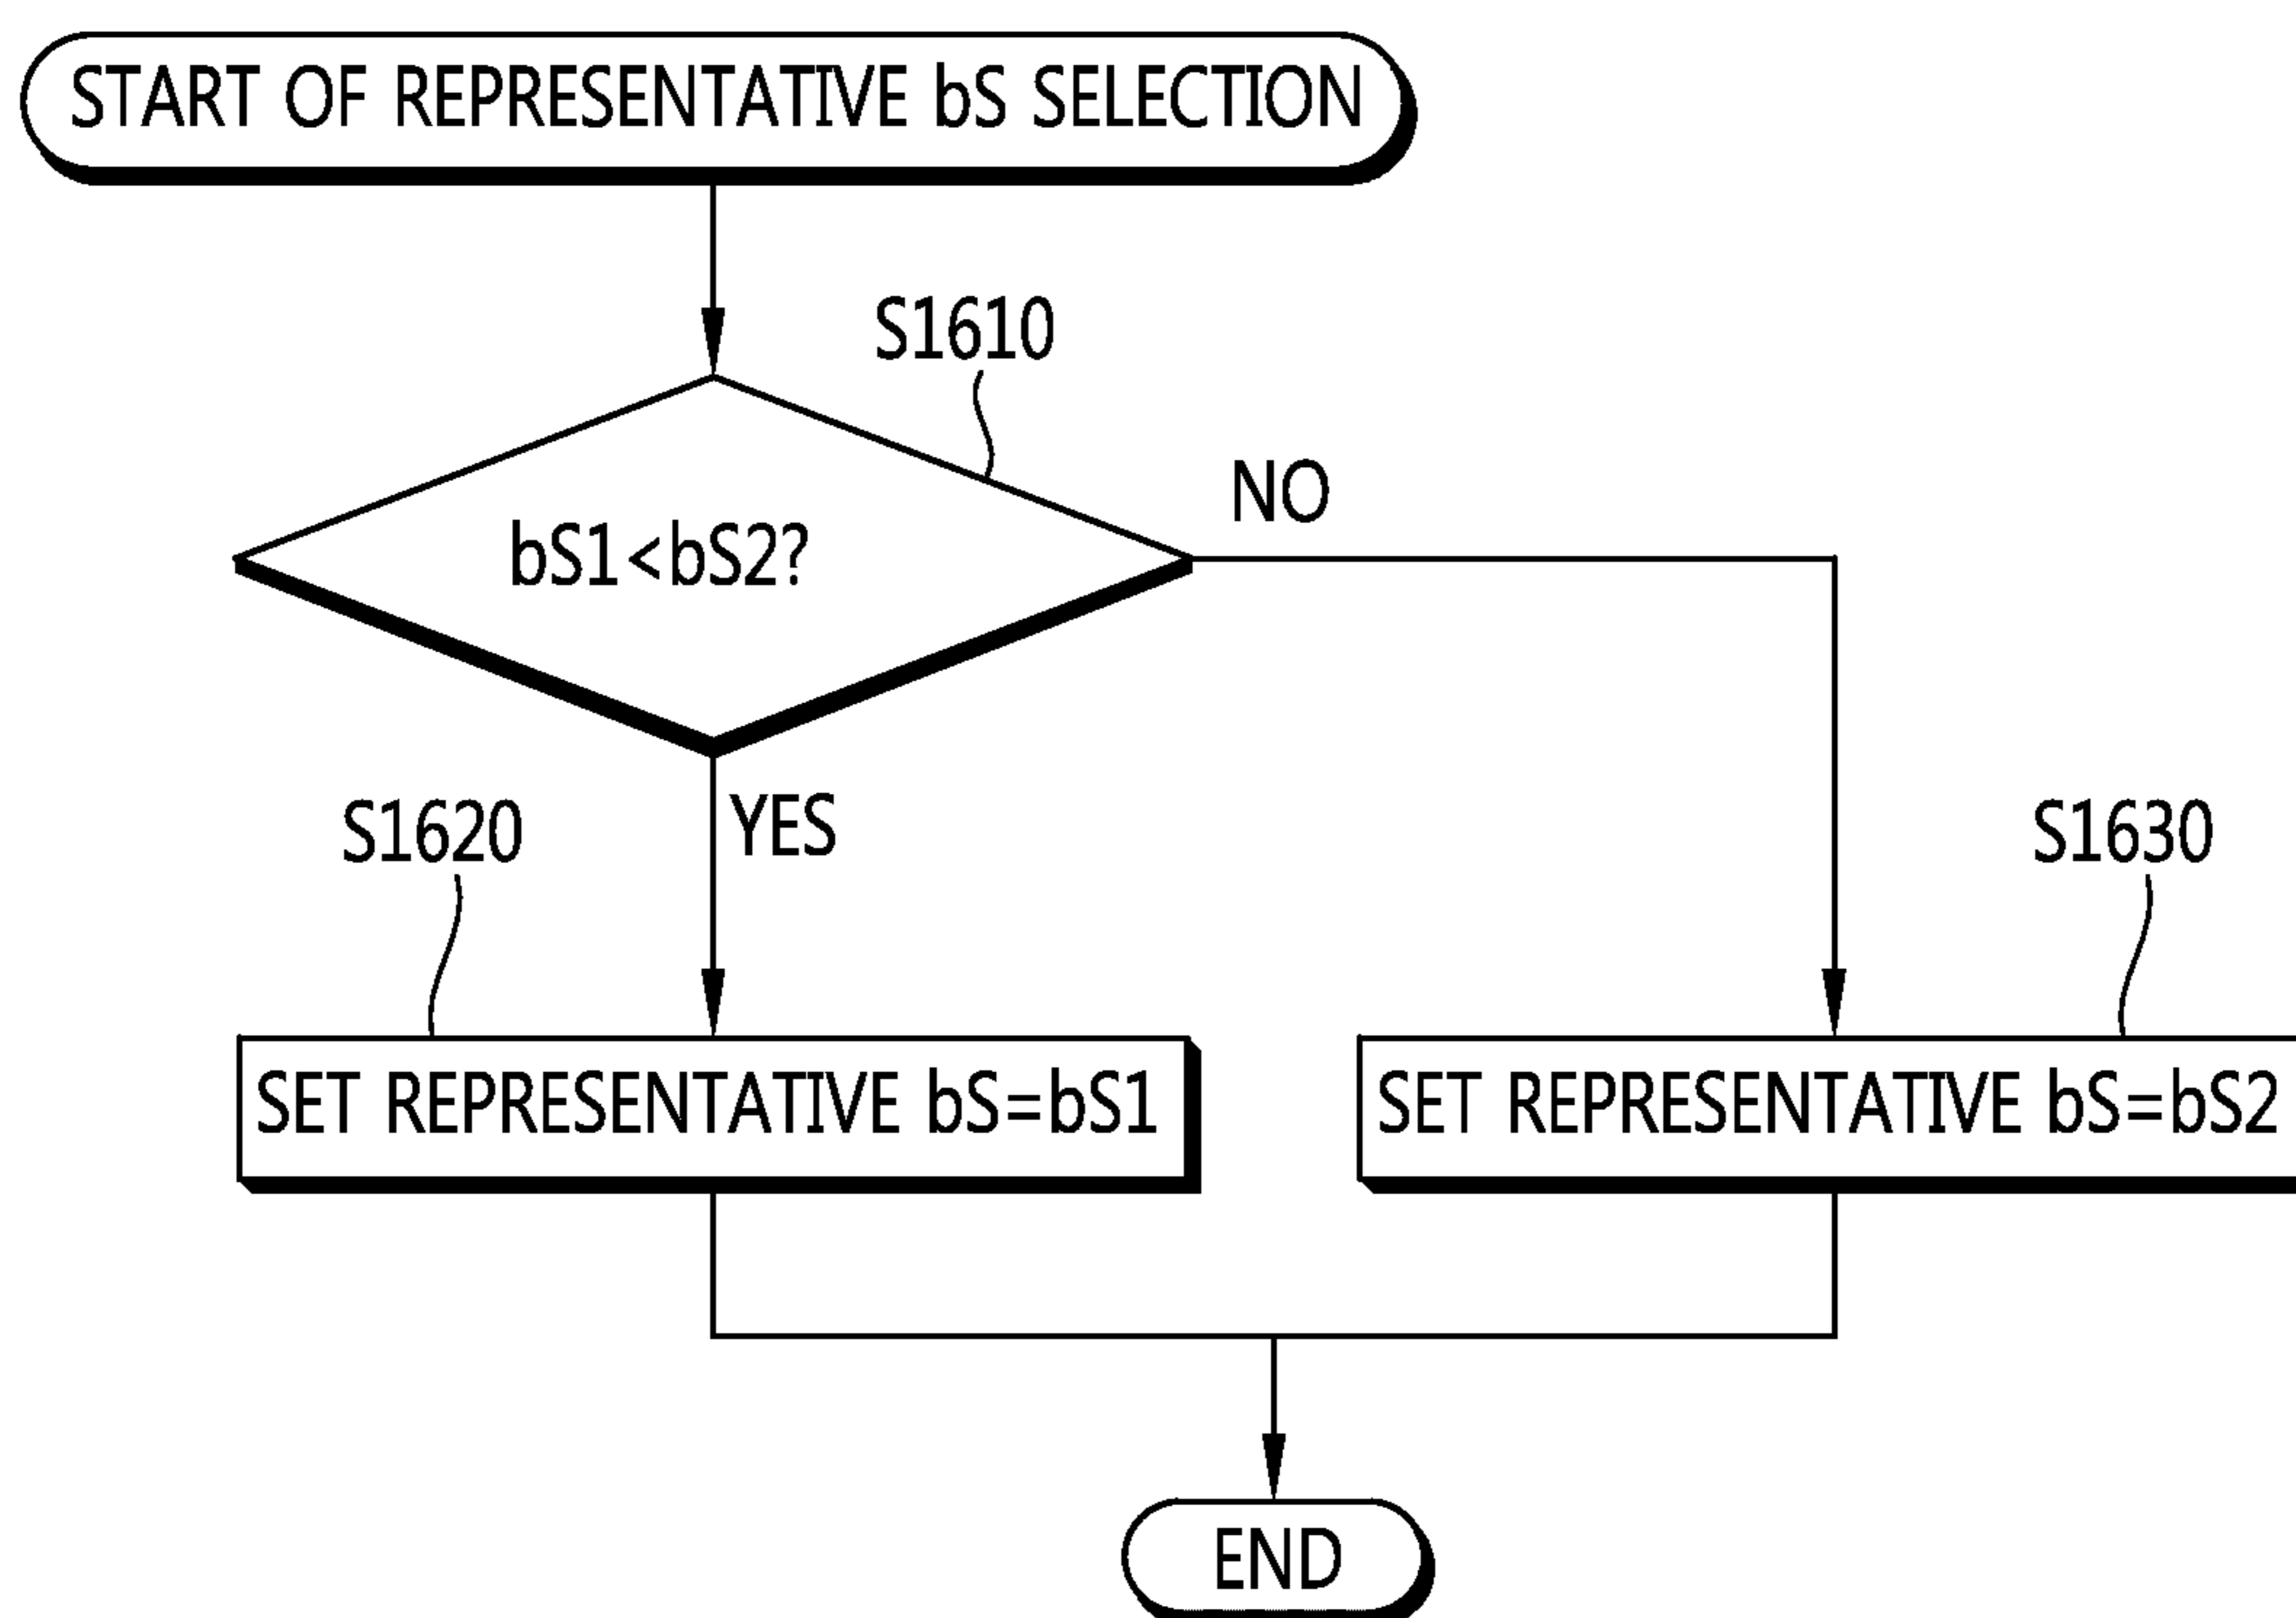 START OF REPRESENTATIVE bS SELECTION
S1610
bS1<bS2?
NO
YES
S1620
S1630
SET REPRESENTATIVE bS=bS1
SET REPRESENTATIVE bS=bS2
END